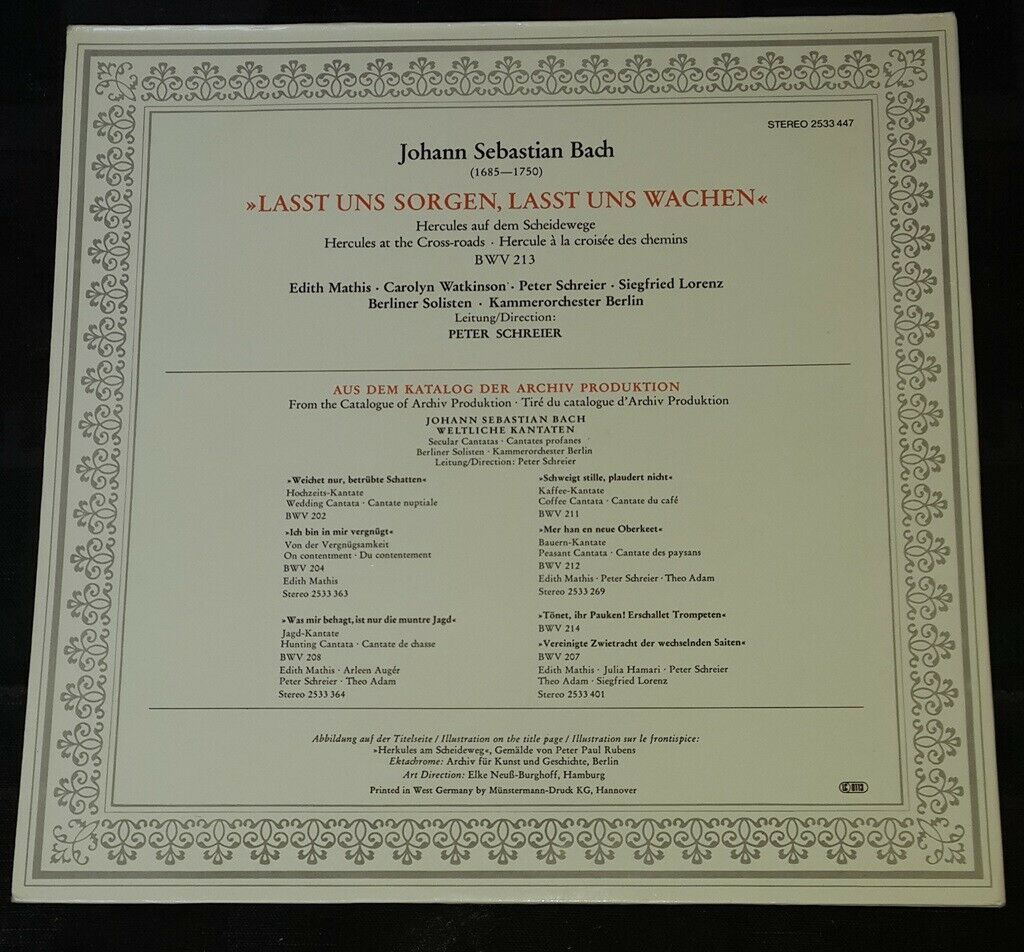 STEREO 2533 447
Johann Sebastian Bach
(1685—1750)
»LASST UNS SORGEN, LASST UNS WACHEN«
Hercules auf dem Scheidewege
Hercules at the Cross-roads · Hercule à la croisée des chemins
BWV 213
Edith Mathis · Carolyn Watkinson · Peter Schreier · Siegfried Lorenz
Berliner Solisten · Kammerorchester Berlin
Leitung/Direction:
PETER SCHREIER
AUS DEM KATALOG DER ARCHIV PRODUKTION
From the Catalogue of Archiv Produktion · Tiré du catalogue d'Archiv Produktion
JOHANN SEBASTIAN BACH
WELTLICHE KANTATEN
Secular Cantatas · Cantates profanes
Berliner Solisten · Kammerorchester Berlin
Leitung/Direction: Peter Schreier
»Weichet nur, betrübte Schatten«
Hochzeits-Kantate
Wedding Cantata · Cantate nuptiale
BWV 202
»Ich bin in mir vergnügt«
Von der Vergnügsamkeit
On contentment · Du contentement
BWV 204
Edith Mathis
Stereo 2533 363
»Was mir behagt, ist nur die muntre Jagd«
Jagd-Kantate
Hunting Cantata · Cantate de chasse
BWV 208
Edith Mathis · Arleen Augér
Peter Schreier · Theo Adam
Stereo 2533 364
»Schweigt stille, plaudert nicht«
Kaffee-Kantate
Coffee Cantata · Cantate du café
BWV 211
»Mer han en neue Oberkeet«
Bauern-Kantate
Peasant Cantata · Cantate des paysans
BWV 212
Edith Mathis · Peter Schreier · Theo Adam
Stereo 2533 269
»Tönet, ihr Pauken! Erschallet Trompeten«
BWV 214
»Vereinigte Zwietracht der wechselnden Saiten«
BWV 207
Edith Mathis · Julia Hamari · Peter Schreier
Theo Adam · Siegfried Lorenz
Stereo 2533 401
Abbildung auf der Titelseite / Illustration on the title page / Illustration sur le frontispice:
»Herkules am Scheideweg«, Gemälde von Peter Paul Rubens
Ektachrome: Archiv für Kunst und Geschichte, Berlin
Art Direction: Elke Neuß-Burghoff, Hamburg
Printed in West Germany by Münstermann-Druck KG, Hannover